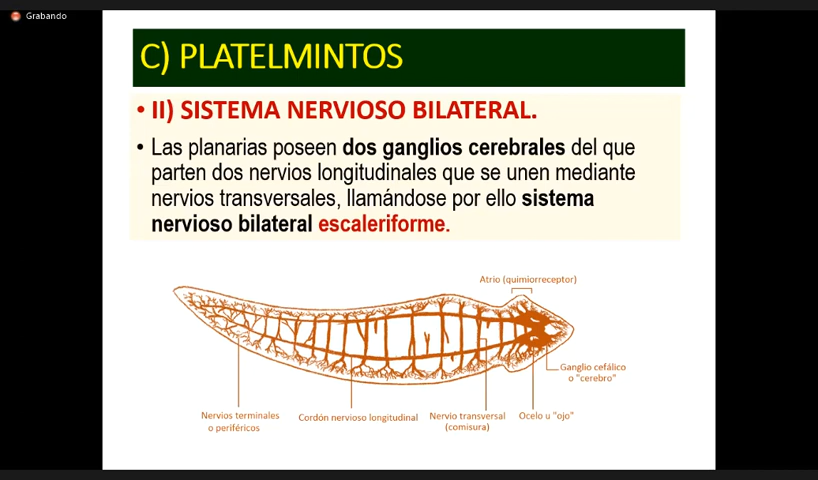 Grabando
C) PLATELMINTOS
• II) SISTEMA NERVIOSO BILATERAL.
• Las planarias poseen dos ganglios cerebrales del que
parten dos nervios longitudinales que se unen mediante
nervios transversales, llamándose por ello sistema
nervioso bilateral escaleriforme.
Atrio (quimiorreceptor)
Ganglio cefálico
o "cerebro"
Nervios terminales
o periféricos
Cordón nervioso longitudinal
Nervio transversal
(comisura)
Ocelo u "ojo"